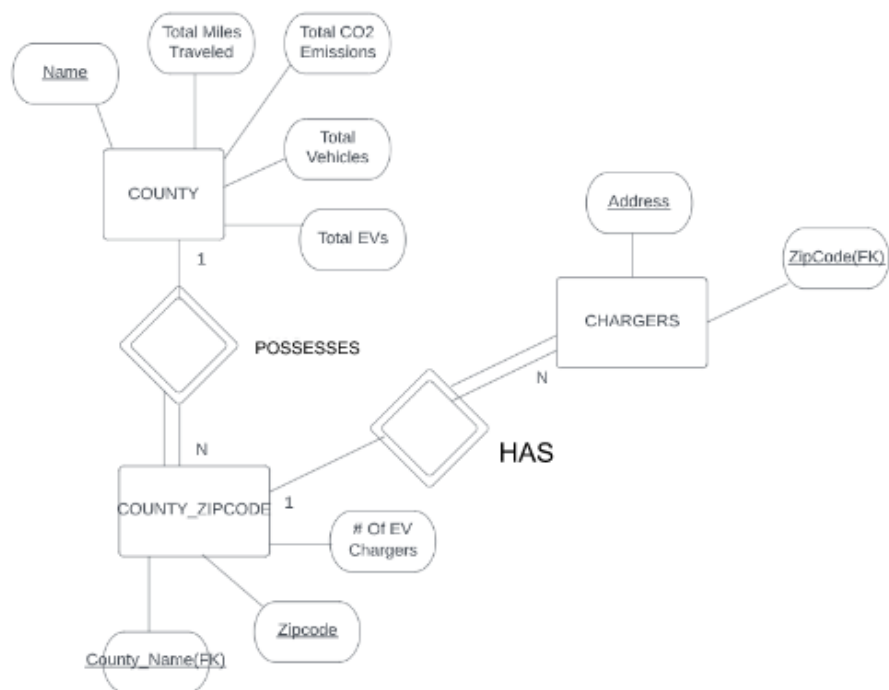 Total Miles
Traveled
Total CO2
Emissions
Name
Total
Vehicles
COUNTY
Address
Total EVs
ZipCode(FK)
1
CHARGERS
POSSESSES
N
HAS
N
COUNTY_ZIPCODE
1
# Of EV
Chargers
Zipcode
County_Name(FK)